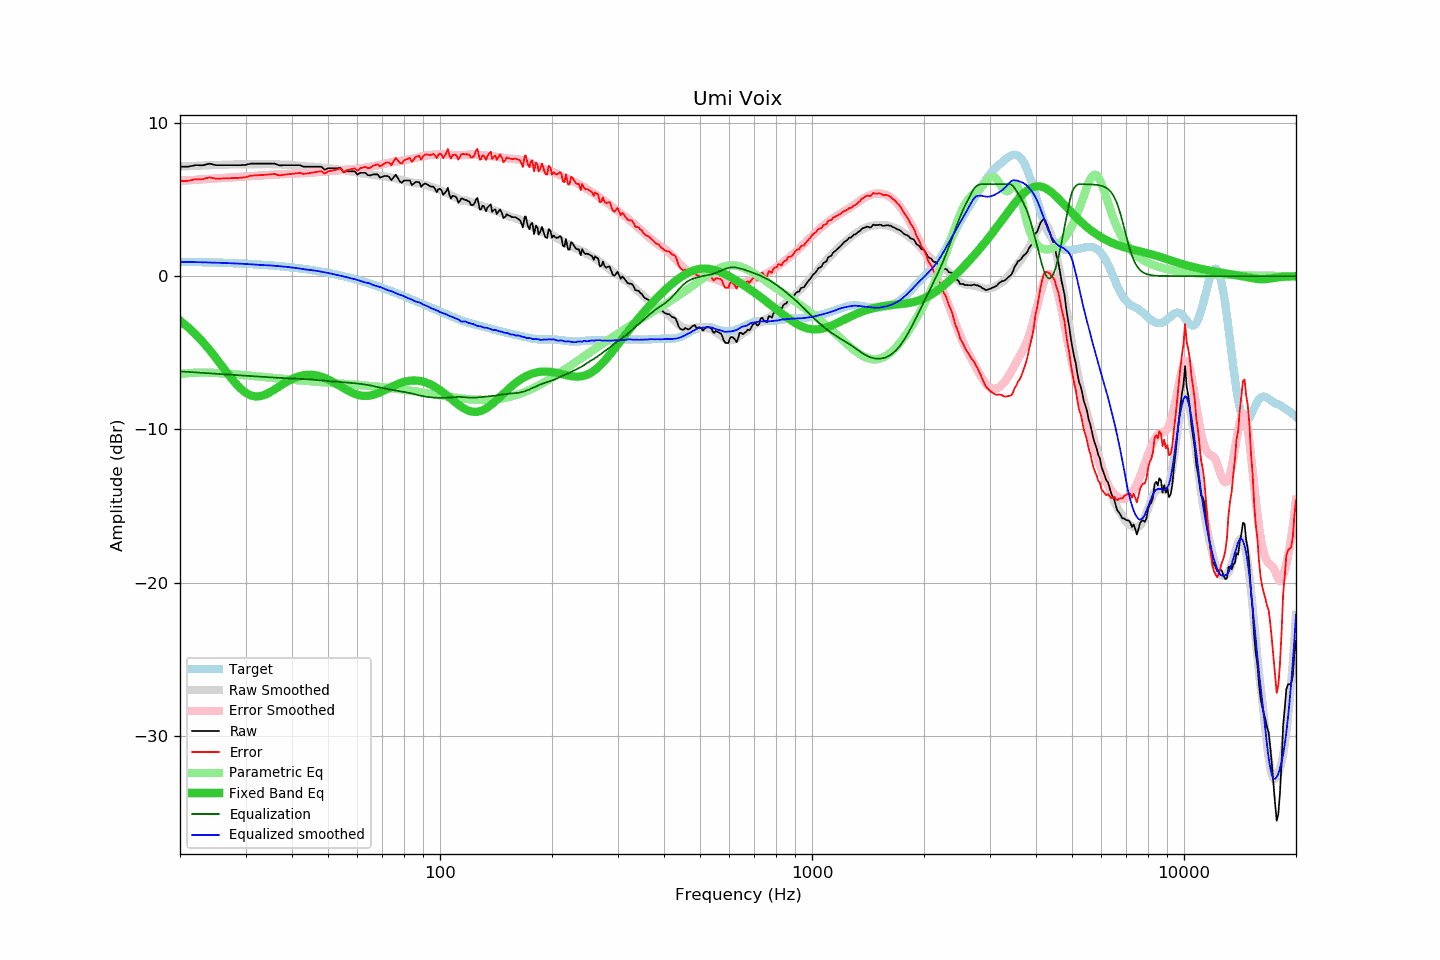 Umi Voix
10
0
−10
−20
−30
Amplitude (dBr)
Target
Raw Smoothed
Error Smoothed
Raw
Error
Parametric Eq
Fixed Band Eq
Equalization
Equalized smoothed
100
1000
10000
Frequency (Hz)